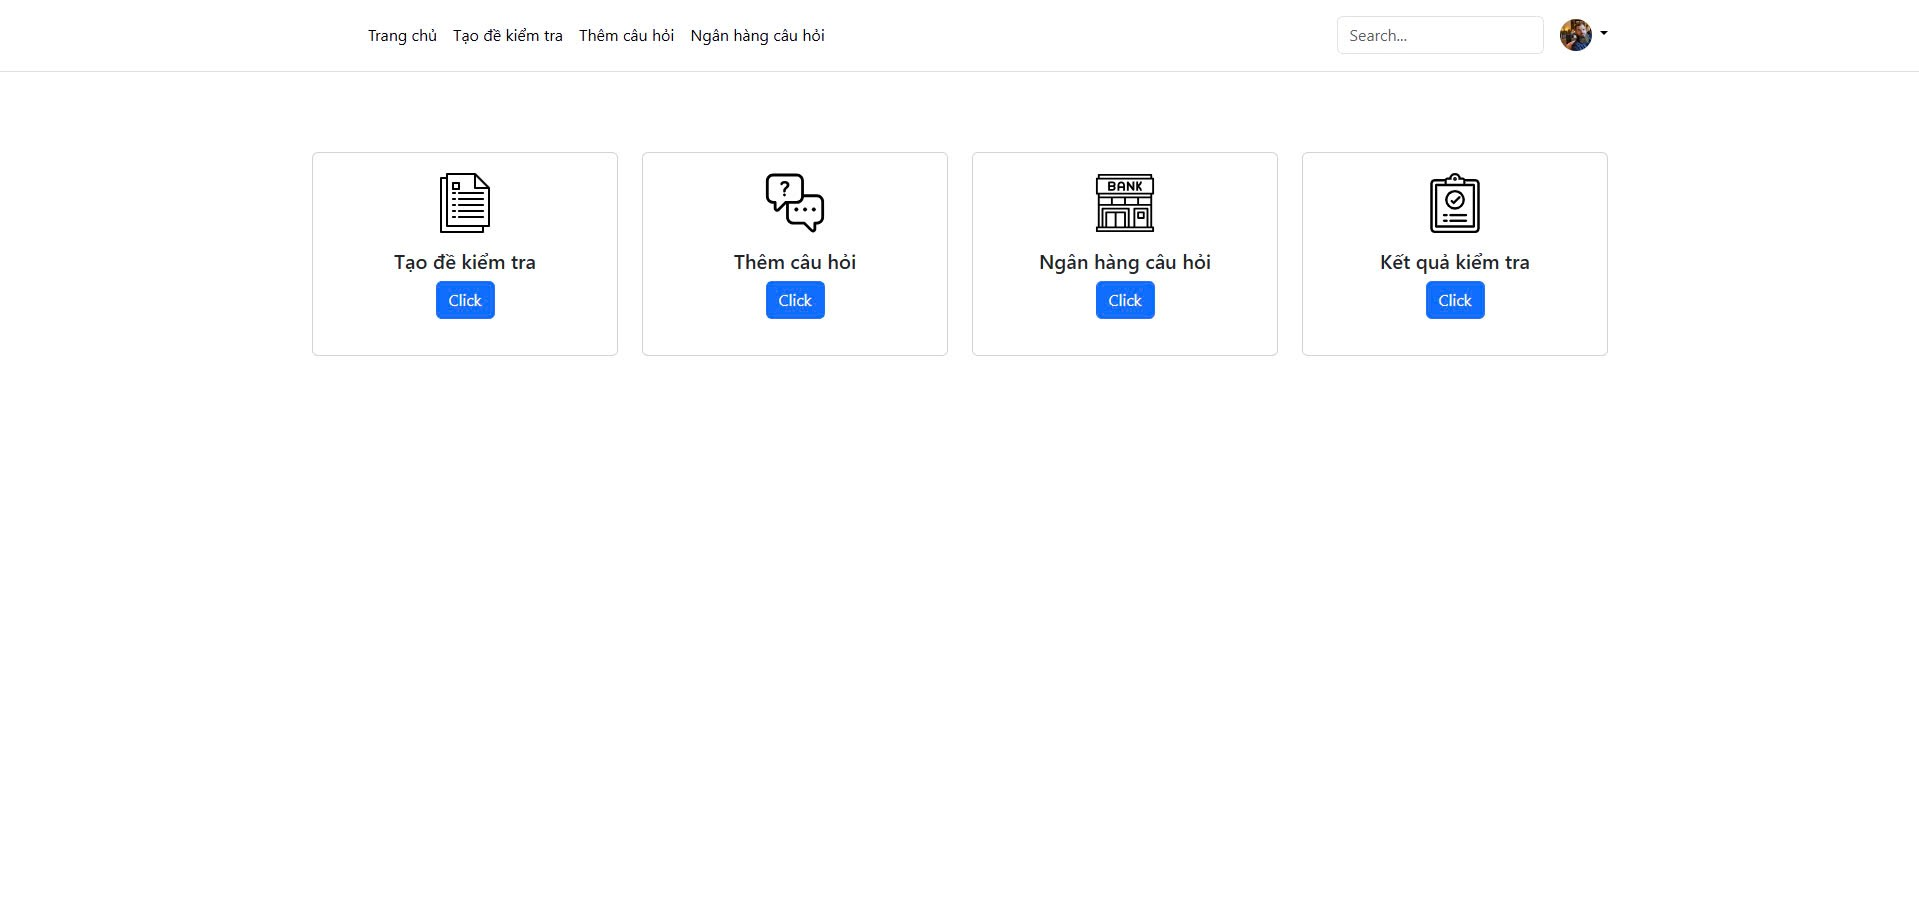 Trang chủ Tạo đề kiểm tra Thêm câu hỏi Ngân hàng câu hỏi Search...
?
BANK
Tạo đề kiểm tra
Click
Thêm câu hỏi
Click
Ngân hàng câu hỏi
Click
Kết quả kiểm tra
Click